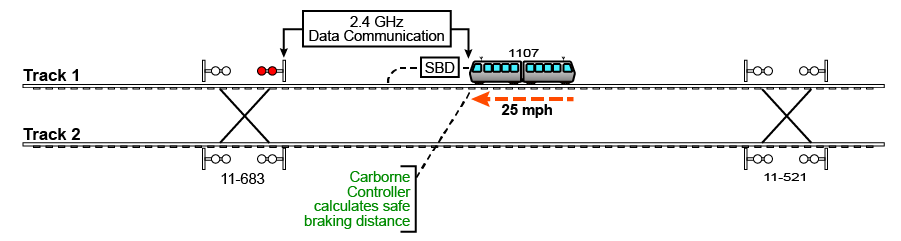 2.4 GHz
Data Communication
1107
Track 1
SBD
25 mph
Track 2
11-683
11-521
Carborne
Controller
calculates safe
braking distance